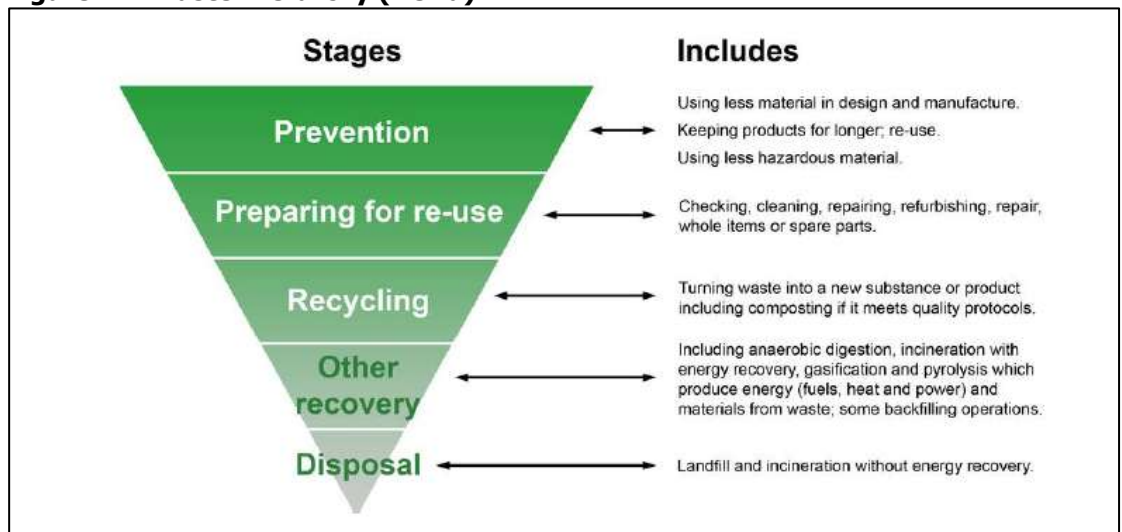 Stages
Includes
Prevention
Using less material in design and manufacture.
Keeping products for longer; re-use.
Using less hazardous material.
Preparing for re-use
Checking, cleaning, repairing, refurbishing, repair,
whole items or spare parts.
Recycling
Turning waste into a new substance or product
including composting if it meets quality protocols.
Other
recovery
Including anaerobic digestion, incineration with
energy recovery, gasification and pyrolysis which
produce energy (fuels, heat and power) and
materials from waste; some backfilling operations.
Disposal
Landfill and incineration without energy recovery.